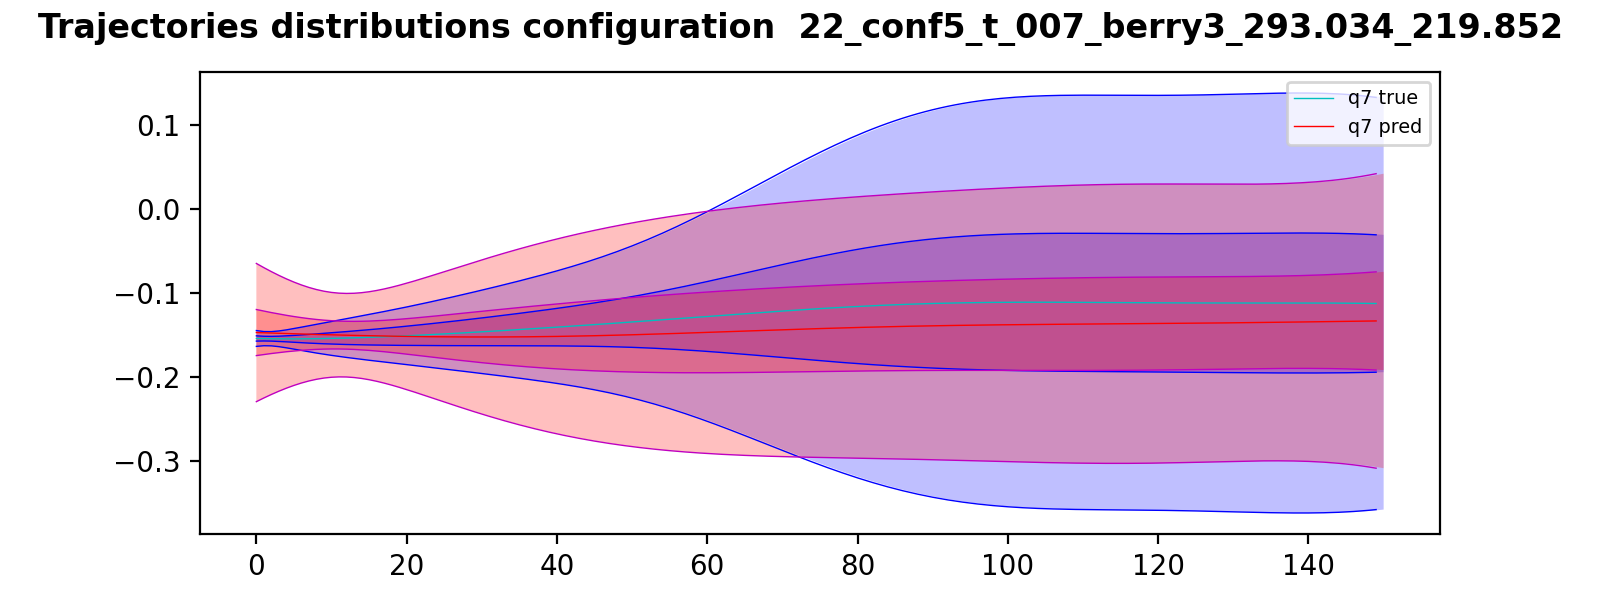 Trajectories distributions configuration  22_conf5_t_007_berry3_293.034_219.852
q7 true
q7 pred
0.1
0.0
−0.1
−0.2
−0.3
0 20 40 60 80 100 120 140